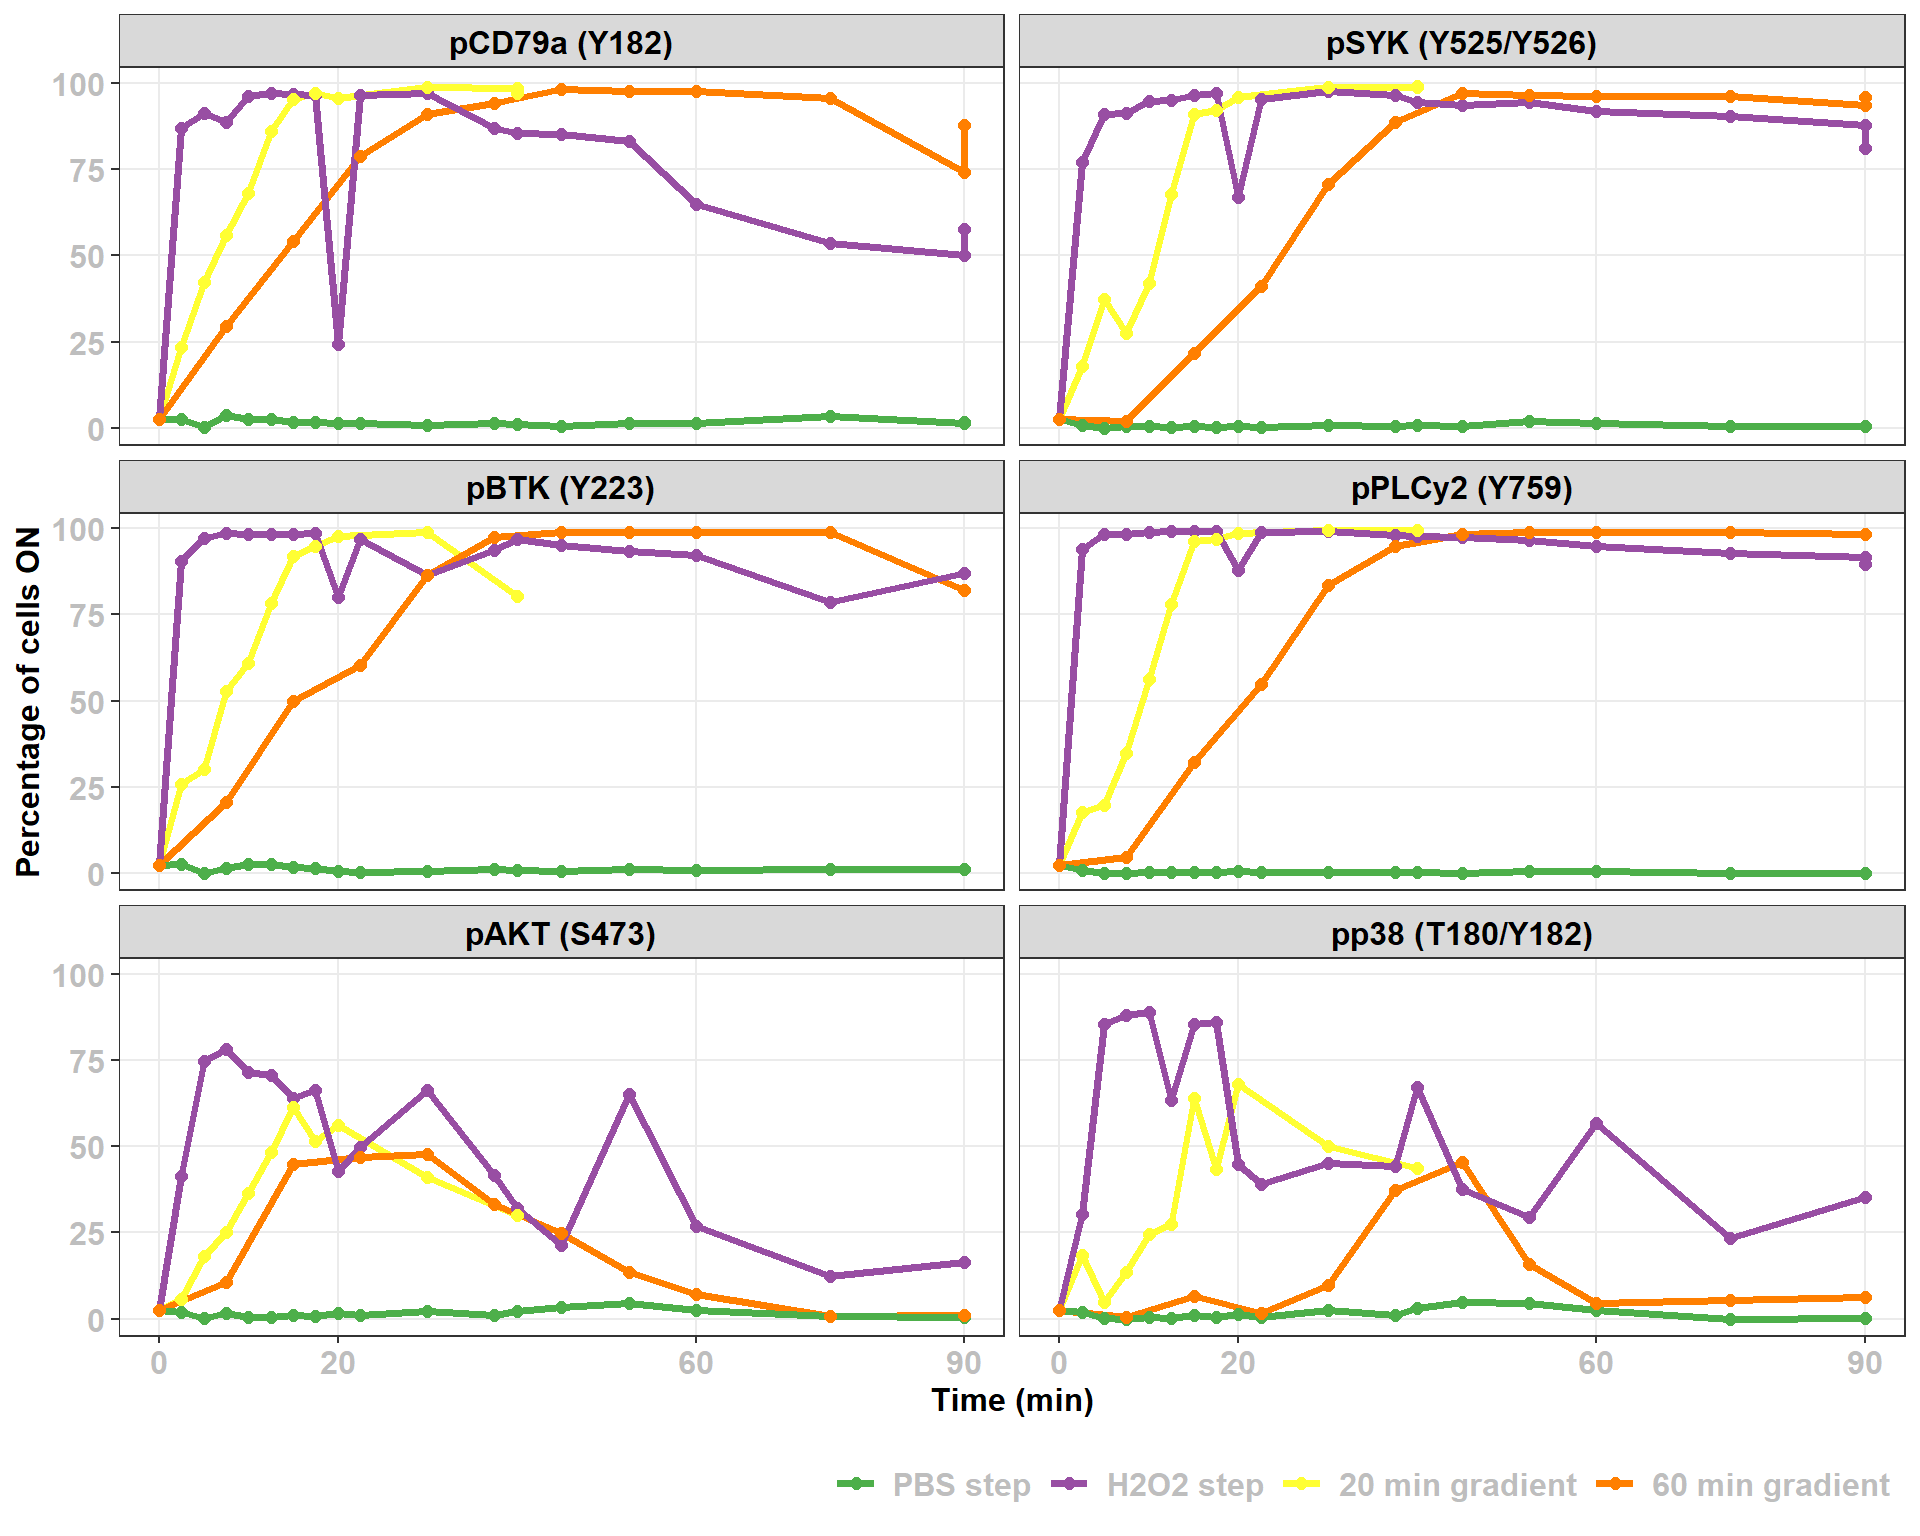 pCD79a (Y182) pSYK (Y525/Y526)
100
75
50
25
0
pBTK (Y223) pPLCy2 (Y759)
100
75
50
25
0
pAKT (S473) pp38 (T180/Y182)
100
75
50
25
0
Percentage of cells ON
0 20 60 90 0 20 60 90
Time (min)
PBS step H2O2 step 20 min gradient 60 min gradient